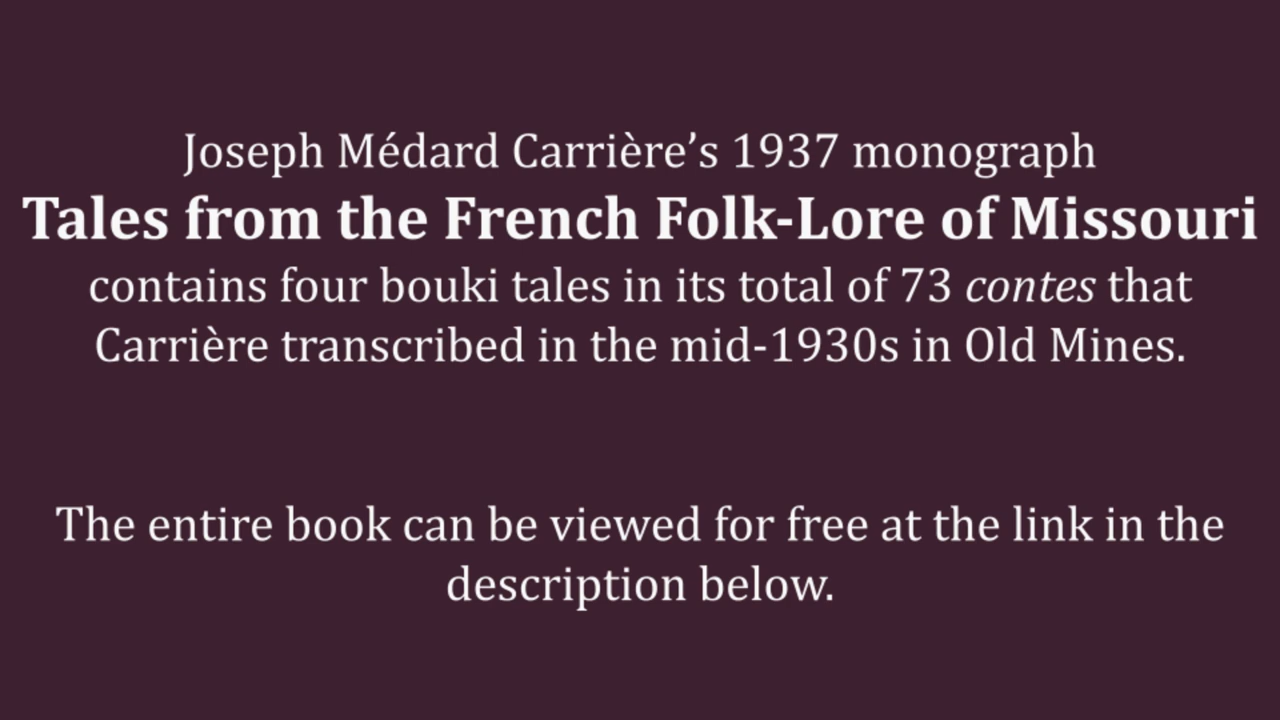 Joseph Médard Carrière’s 1937 monograph
Tales from the French Folk-Lore of Missouri
contains four bouki tales in its total of 73 contes that
Carrière transcribed in the mid-1930s in Old Mines.
The entire book can be viewed for free at the link in the
description below.